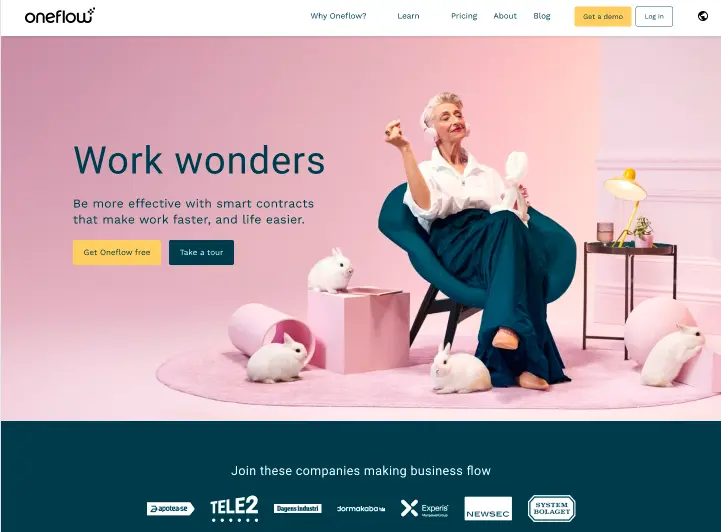 oneflow
Why Oneflow?
Learn
Pricing
About
Blog
Get a demo
Log in
Work wonders
Be more effective with smart contracts
that make work faster, and life easier.
Get Oneflow free
Take a tour
Join these companies making business flow
apotea·se
TELE2
Dagens industri
dormakaba
Experis
ManpowerGroup
NEWSEC
SYSTEM
BOLAGET